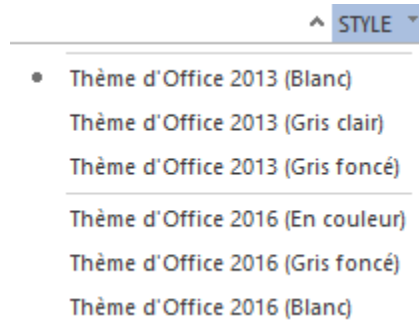 STYLE
Thème d'Office 2013 (Blanc)
Thème d'Office 2013 (Gris clair)
Thème d'Office 2013 (Gris foncé)
Thème d'Office 2016 (En couleur)
Thème d'Office 2016 (Gris foncé)
Thème d'Office 2016 (Blanc)